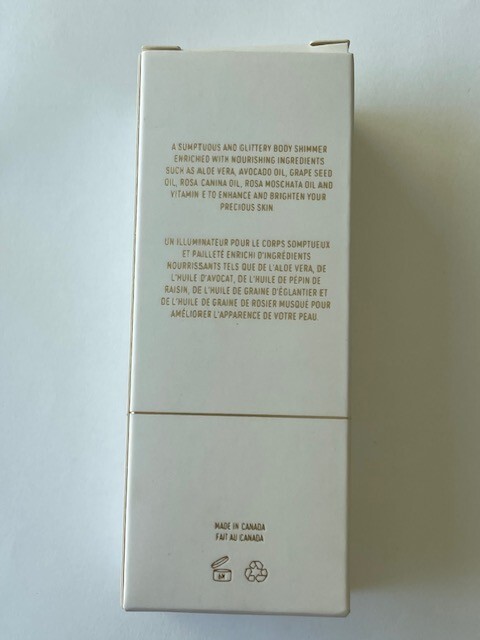 A SUMPTUOUS AND GLITTERY BODY SHIMMER
ENRICHED WITH NOURISHING INGREDIENTS
SUCH AS ALOE VERA, AVOCADO OIL, GRAPE SEED
OIL, ROSA CANINA OIL, ROSA MOSCHATA OIL AND
VITAMIN E TO ENHANCE AND BRIGHTEN YOUR
PRECIOUS SKIN
UN ILLUMINATEUR POUR LE CORPS SOMPTUEUX
ET PAILLETÉ ENRICHI D'INGRÉDIENTS
NOURRISSANTS TELS QUE DE L'ALOE VERA, DE
L'HUILE D'AVOCAT, DE L'HUILE DE PEPIN DE
RAISIN, DE L'HUILE DE GRAINE D'ÉGLANTIER ET
DE L'HUILE DE GRAINE DE ROSIER MUSQUÉ POUR
AMÉLIORER L'APPARENCE DE VOTRE PEAU.
MADE IN CANADA
FAIT AU CANADA